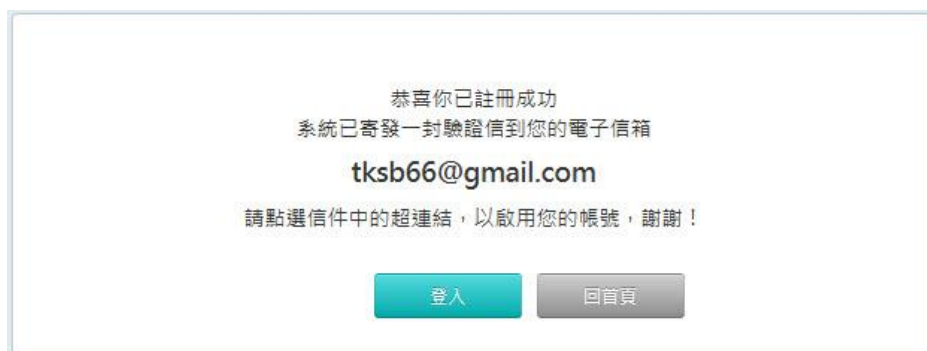 恭喜你已註冊成功
系統已寄發一封驗證信到您的電子信箱
tksb66@gmail.com
請點選信件中的超連結，以啟用您的帳號，謝謝！
登入
回首頁